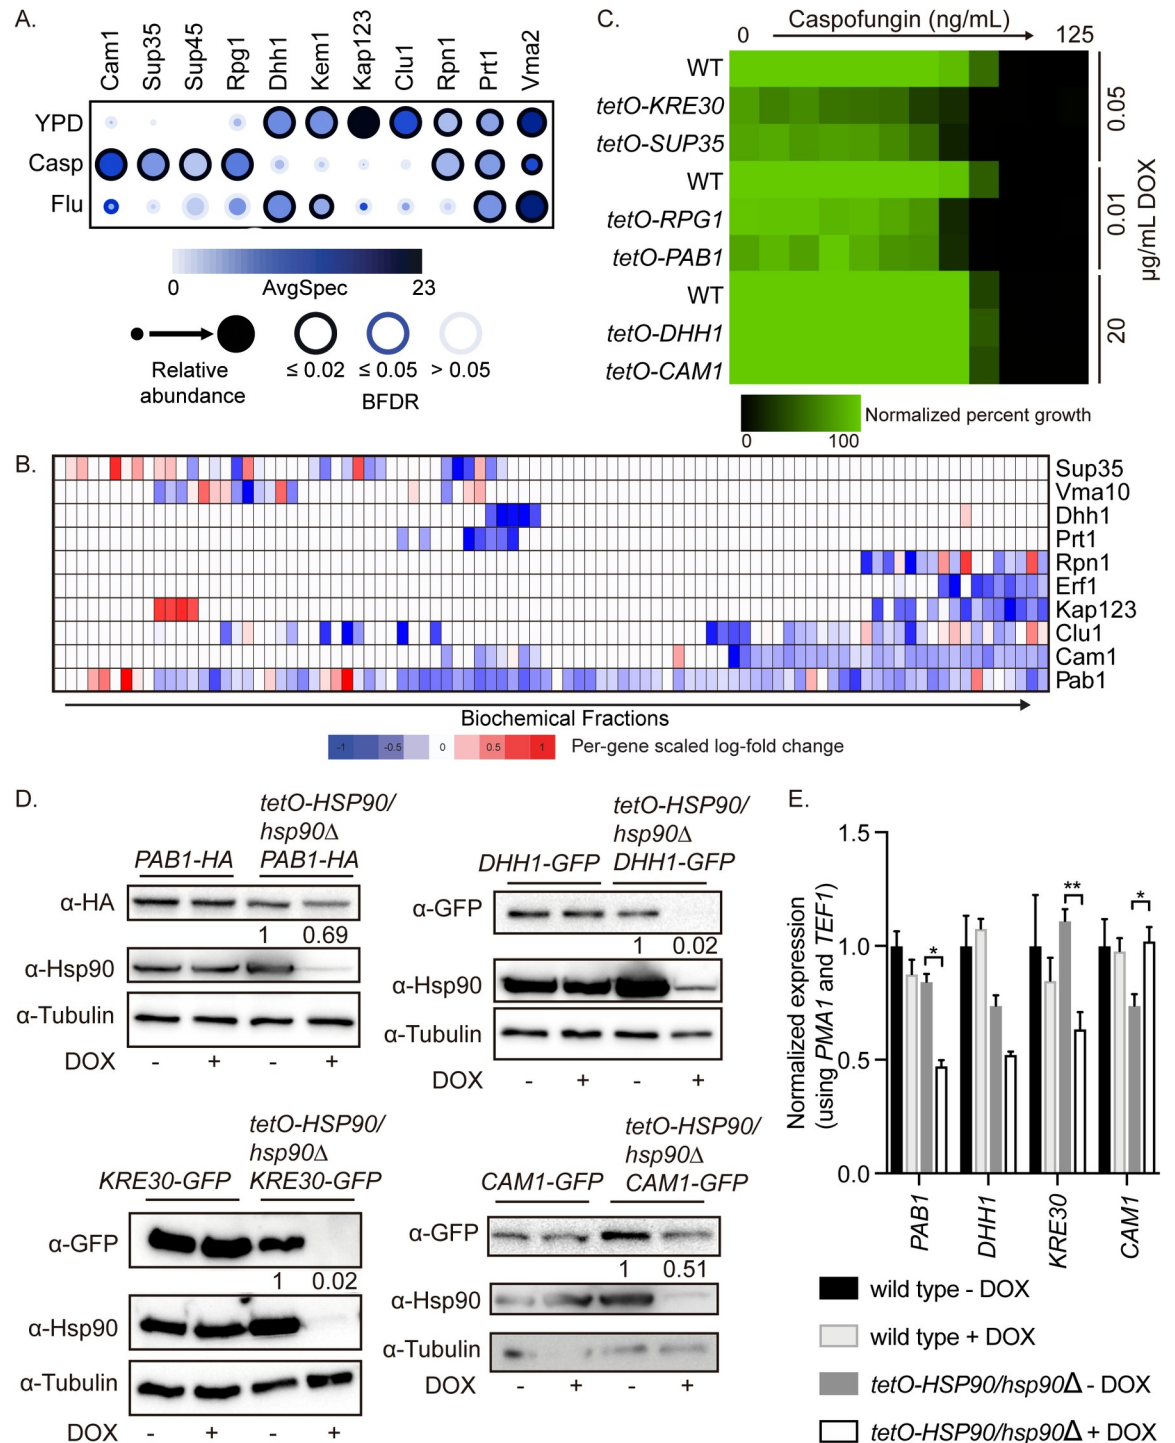 A.
Cam1 Sup35 Sup45 Rpg1 Dhh1 Kem1 Kap123 Clu1 Rpn1 Prt1 Vma2
YPD
Casp
Flu
0 AvgSpec 23
Relative
abundance
≤ 0.02 ≤ 0.05 > 0.05
BFDR
C.
Caspofungin (ng/mL)
0 125
WT
tetO-KRE30
tetO-SUP35
WT
tetO-RPG1
tetO-PAB1
WT
tetO-DHH1
tetO-CAM1
0.05
0.01
20
µg/mL DOX
Normalized percent growth
0 100
B.
Sup35
Vma10
Dhh1
Prt1
Rpn1
Erf1
Kap123
Clu1
Cam1
Pab1
Biochemical Fractions
-1 -0.5 0 0.5 1 Per-gene scaled log-fold change
D.
tetO-HSP90/
hsp90Δ
PAB1-HA PAB1-HA
α-HA
1 0.69
α-Hsp90
α-Tubulin
DOX - + - +
tetO-HSP90/
hsp90Δ
DHH1-GFP DHH1-GFP
α-GFP
1 0.02
α-Hsp90
α-Tubulin
DOX - + - +
tetO-HSP90/
hsp90Δ
KRE30-GFP KRE30-GFP
α-GFP
1 0.02
α-Hsp90
α-Tubulin
DOX - + - +
tetO-HSP90/
hsp90Δ
CAM1-GFP CAM1-GFP
α-GFP
1 0.51
α-Hsp90
α-Tubulin
DOX - + - +
E.
Normalized expression
(using PMA1 and TEF1)
1.5
1.0
0.5
0.0
* ** *
PAB1 DHH1 KRE30 CAM1
wild type - DOX
wild type + DOX
tetO-HSP90/hsp90Δ - DOX
tetO-HSP90/hsp90Δ + DOX